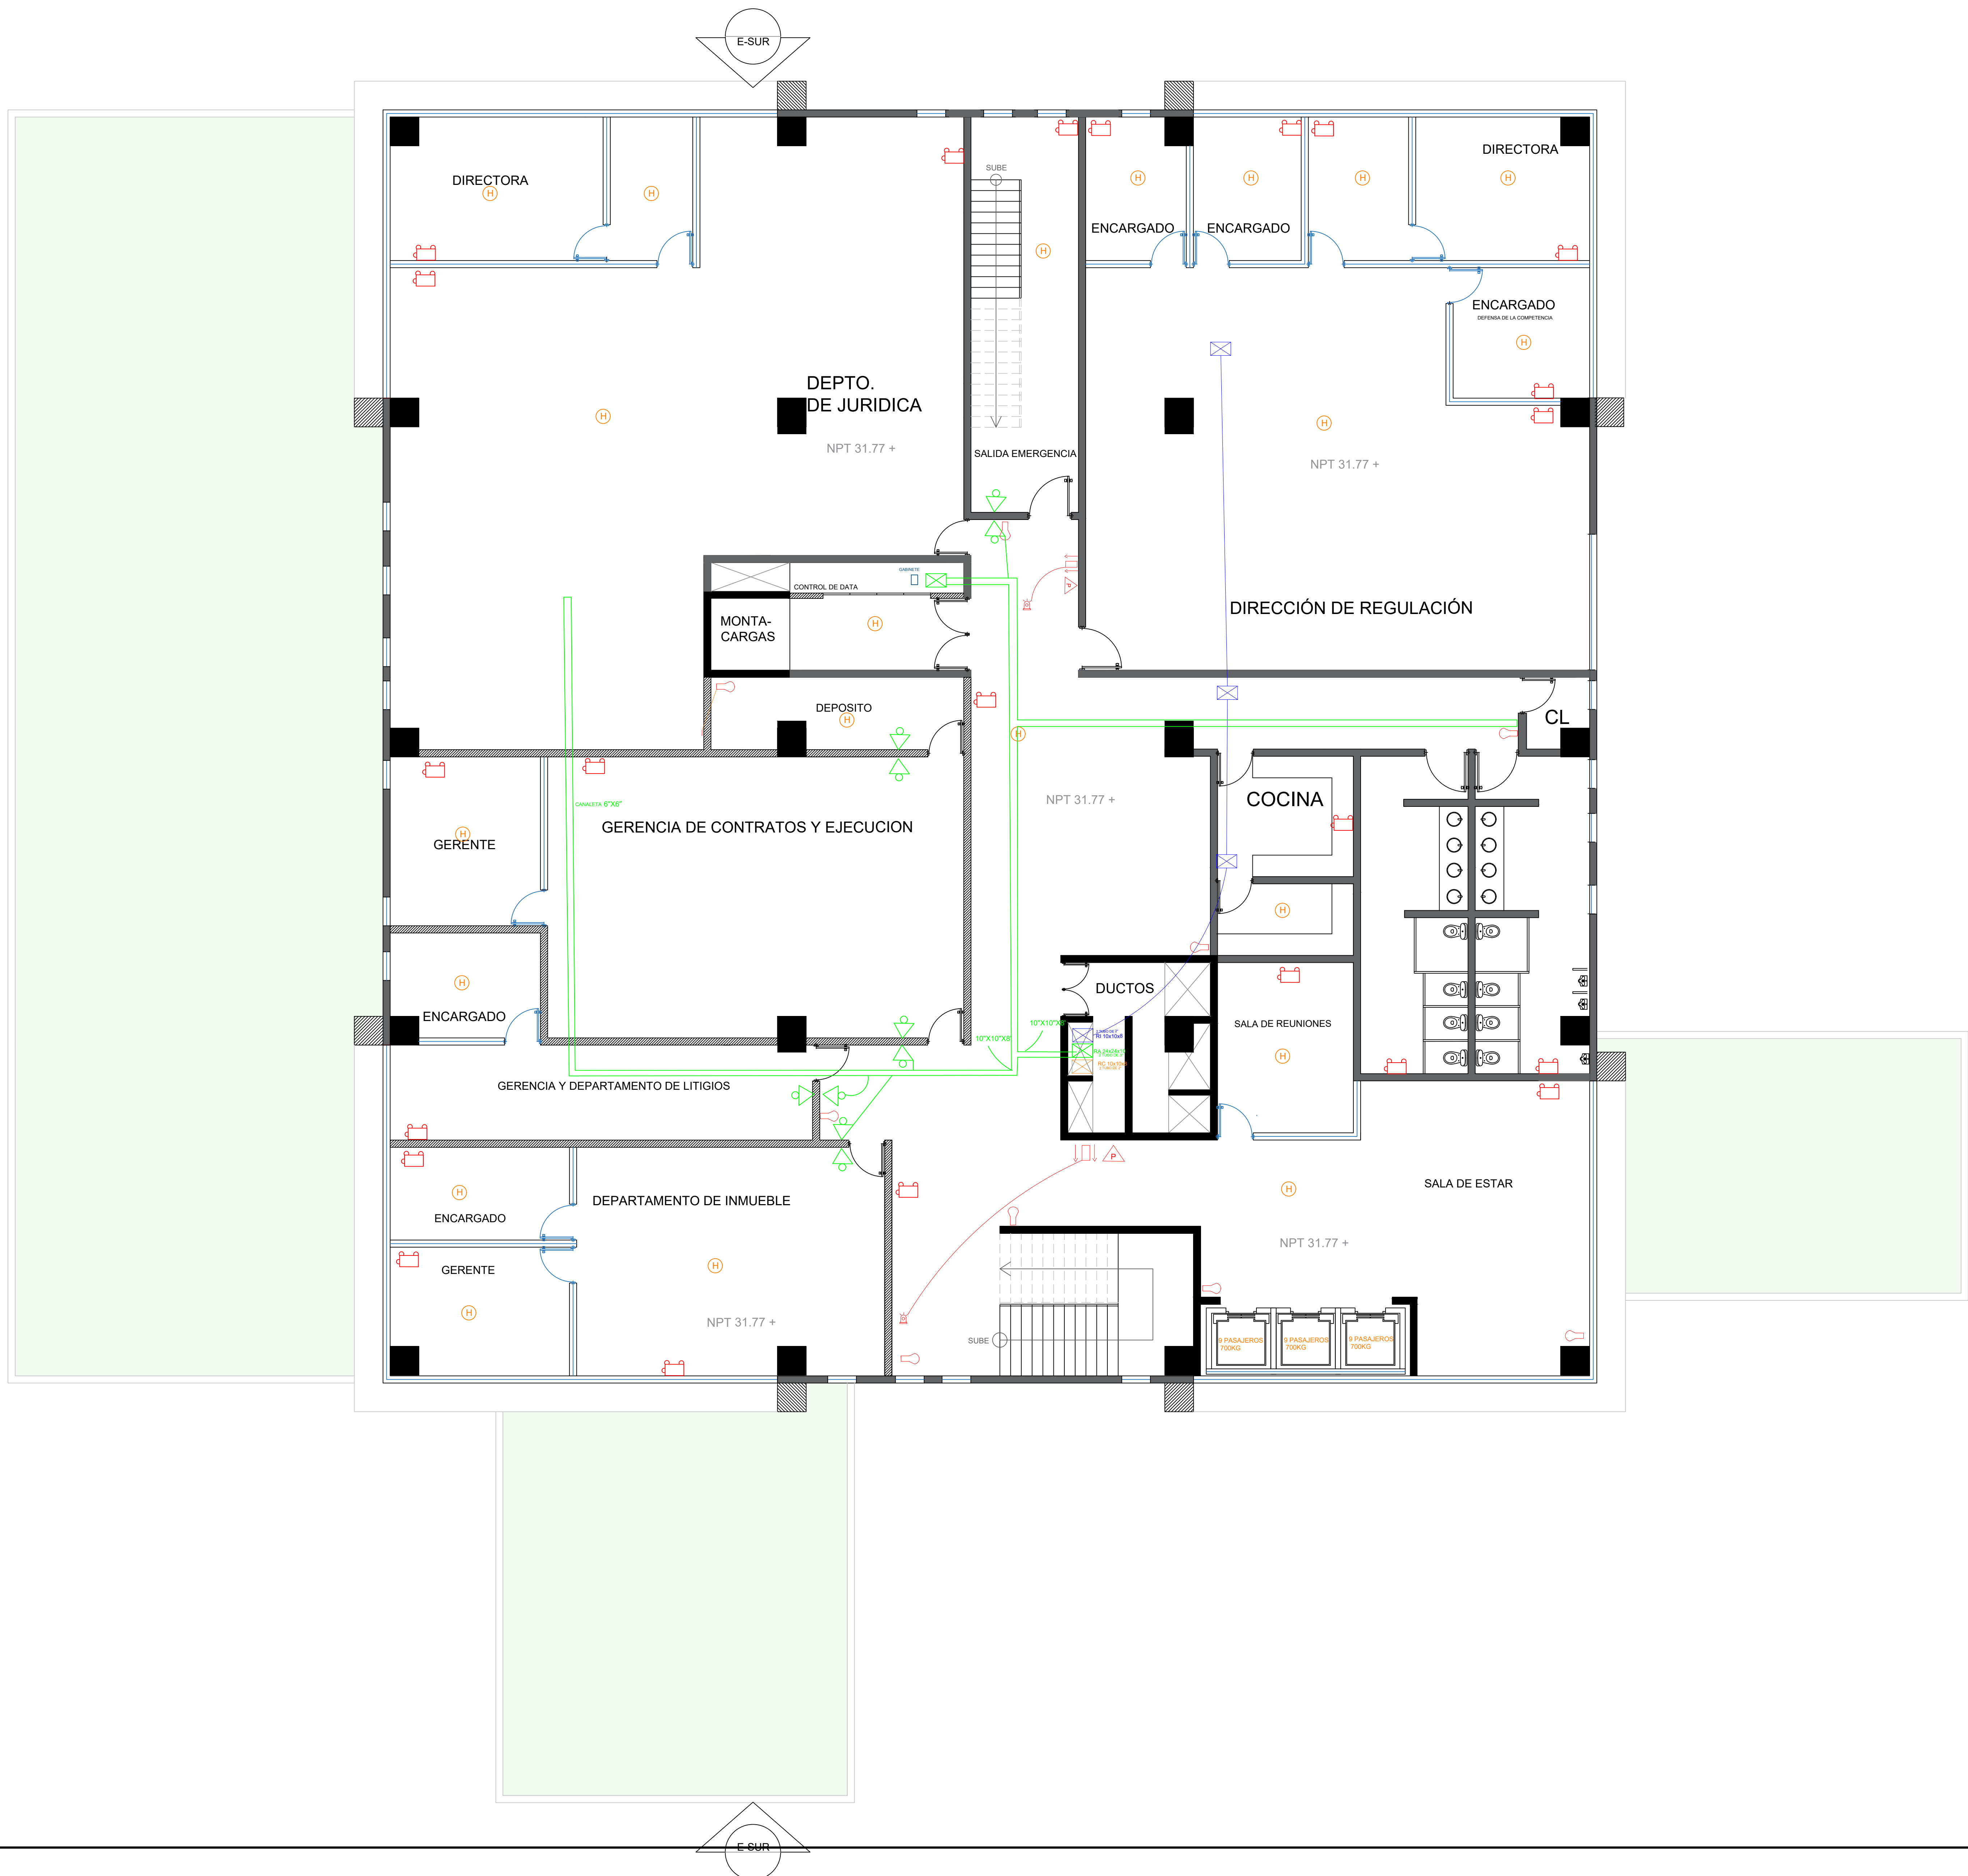 E-SUR
DIRECTORA
H
H
SUBE
H
ENCARGADO
H
ENCARGADO
H
H
DIRECTORA
H
H
ENCARGADO
DEFENSA DE LA COMPETENCIA
H
DEPTO.
DE JURIDICA
H
NPT 31.77 +
SALIDA EMERGENCIA
H
NPT 31.77 +
CABINETE
CONTROL DE DATA
P
MONTA-
CARGAS
H
DIRECCIÓN DE REGULACIÓN
DEPOSITO
H
H
CL
CANALETA 6"X6"
GERENCIA DE CONTRATOS Y EJECUCION
H
GERENTE
NPT 31.77 +
COCINA
H
H
ENCARGADO
DUCTOS
10"X10"X8"
10"X10"X8"
RI 10x10x8
SALA DE REUNIONES
H
GERENCIA Y DEPARTAMENTO DE LITIGIOS
P
H
ENCARGADO
DEPARTAMENTO DE INMUEBLE
H
SALA DE ESTAR
H
NPT 31.77 +
GERENTE
H
NPT 31.77 +
SUBE
9 PASAJEROS
700KG
9 PASAJEROS
700KG
9 PASAJEROS
700KG
E-SUR